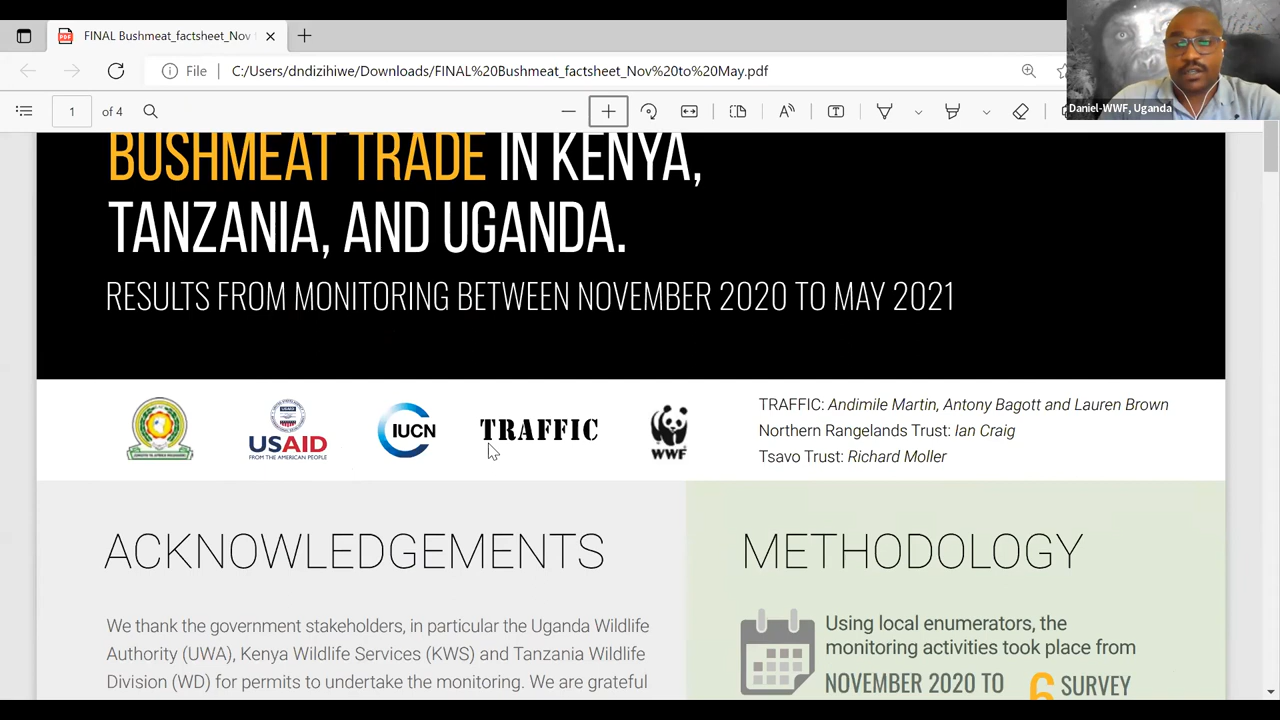 FINAL Bushmeat_factsheet_Nov
File
C:/Users/dndizihiwe/Downloads/FINAL%20Bushmeat_factsheet_Nov%20to%20May.pdf
1 of 4
Daniel-WWF, Uganda
BUSHMEAT TRADE IN KENYA,
TANZANIA, AND UGANDA.
RESULTS FROM MONITORING BETWEEN NOVEMBER 2020 TO MAY 2021
USAID
FROM THE AMERICAN PEOPLE
IUCN
TRAFFIC
WWF
TRAFFIC: Andimile Martin, Antony Bagott and Lauren Brown
Northern Rangelands Trust: Ian Craig
Tsavo Trust: Richard Moller
ACKNOWLEDGEMENTS
We thank the government stakeholders, in particular the Uganda Wildlife
Authority (UWA), Kenya Wildlife Services (KWS) and Tanzania Wildlife
Division (WD) for permits to undertake the monitoring. We are grateful
METHODOLOGY
Using local enumerators, the
monitoring activities took place from
NOVEMBER 2020 TO
6 SURVEY